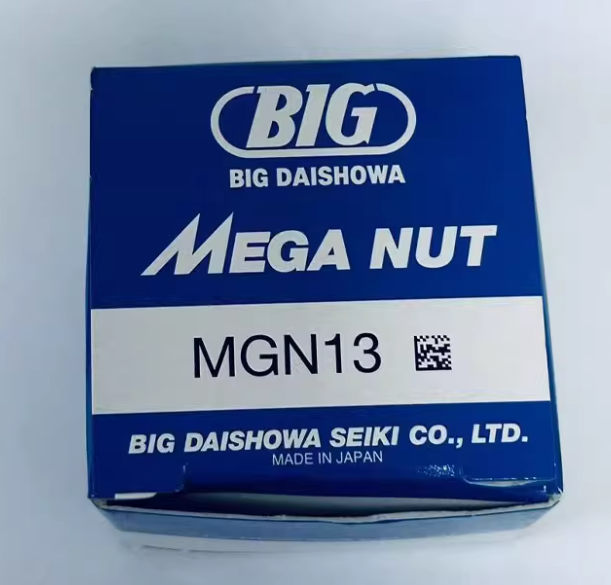 BIG
BIG DAISHOWA
MEGA NUT
MGN13
BIG DAISHOWA SEIKI CO., LTD.
MADE IN JAPAN